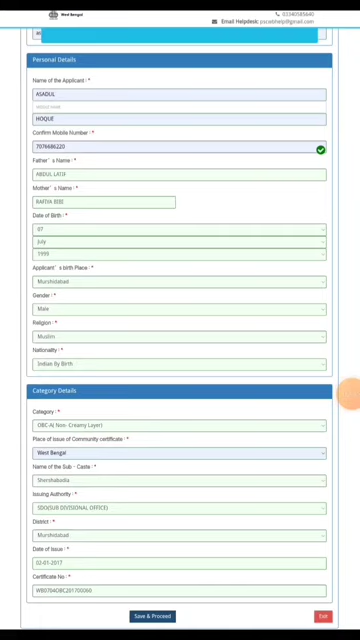 West Bengal
03340585640
Email Helpdesk: pscwbhelp@gmail.com
Personal Details
Name of the Applicant : *
ASADUL
MIDDLE NAME
HOQUE
Confirm Mobile Number : *
7076686220
Father`s Name : *
ABDUL LATIF
Mother`s Name : *
RAFIYA BIBI
Date of Birth : *
07
July
1999
Applicant`s birth Place : *
Murshidabad
Gender : *
Male
Religion : *
Muslim
Nationality : *
Indian By Birth
Category Details
Category : *
OBC-A( Non- Creamy Layer)
Place of Issue of Community certificate : *
West Bengal
Name of the Sub - Caste : *
Shershabadia
Issuing Authority : *
SDO(SUB DIVISIONAL OFFICE)
District : *
Murshidabad
Date of Issue :
02-01-2017
Certificate No :
WB0704OBC201700060
Save & Proceed
Exit